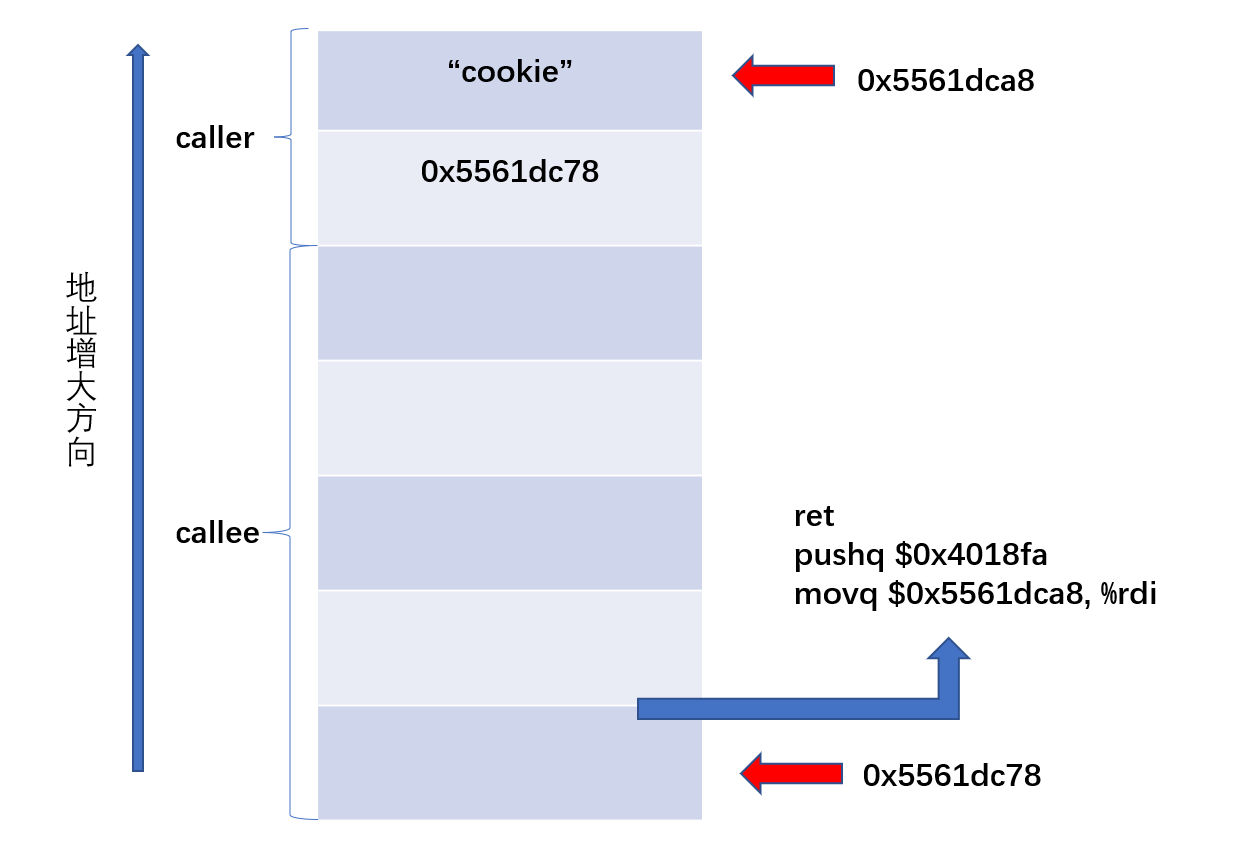 “cookie”
0x5561dca8
caller
0x5561dc78
地址增大方向
callee
ret
pushq $0x4018fa
movq $0x5561dca8, %rdi
0x5561dc78